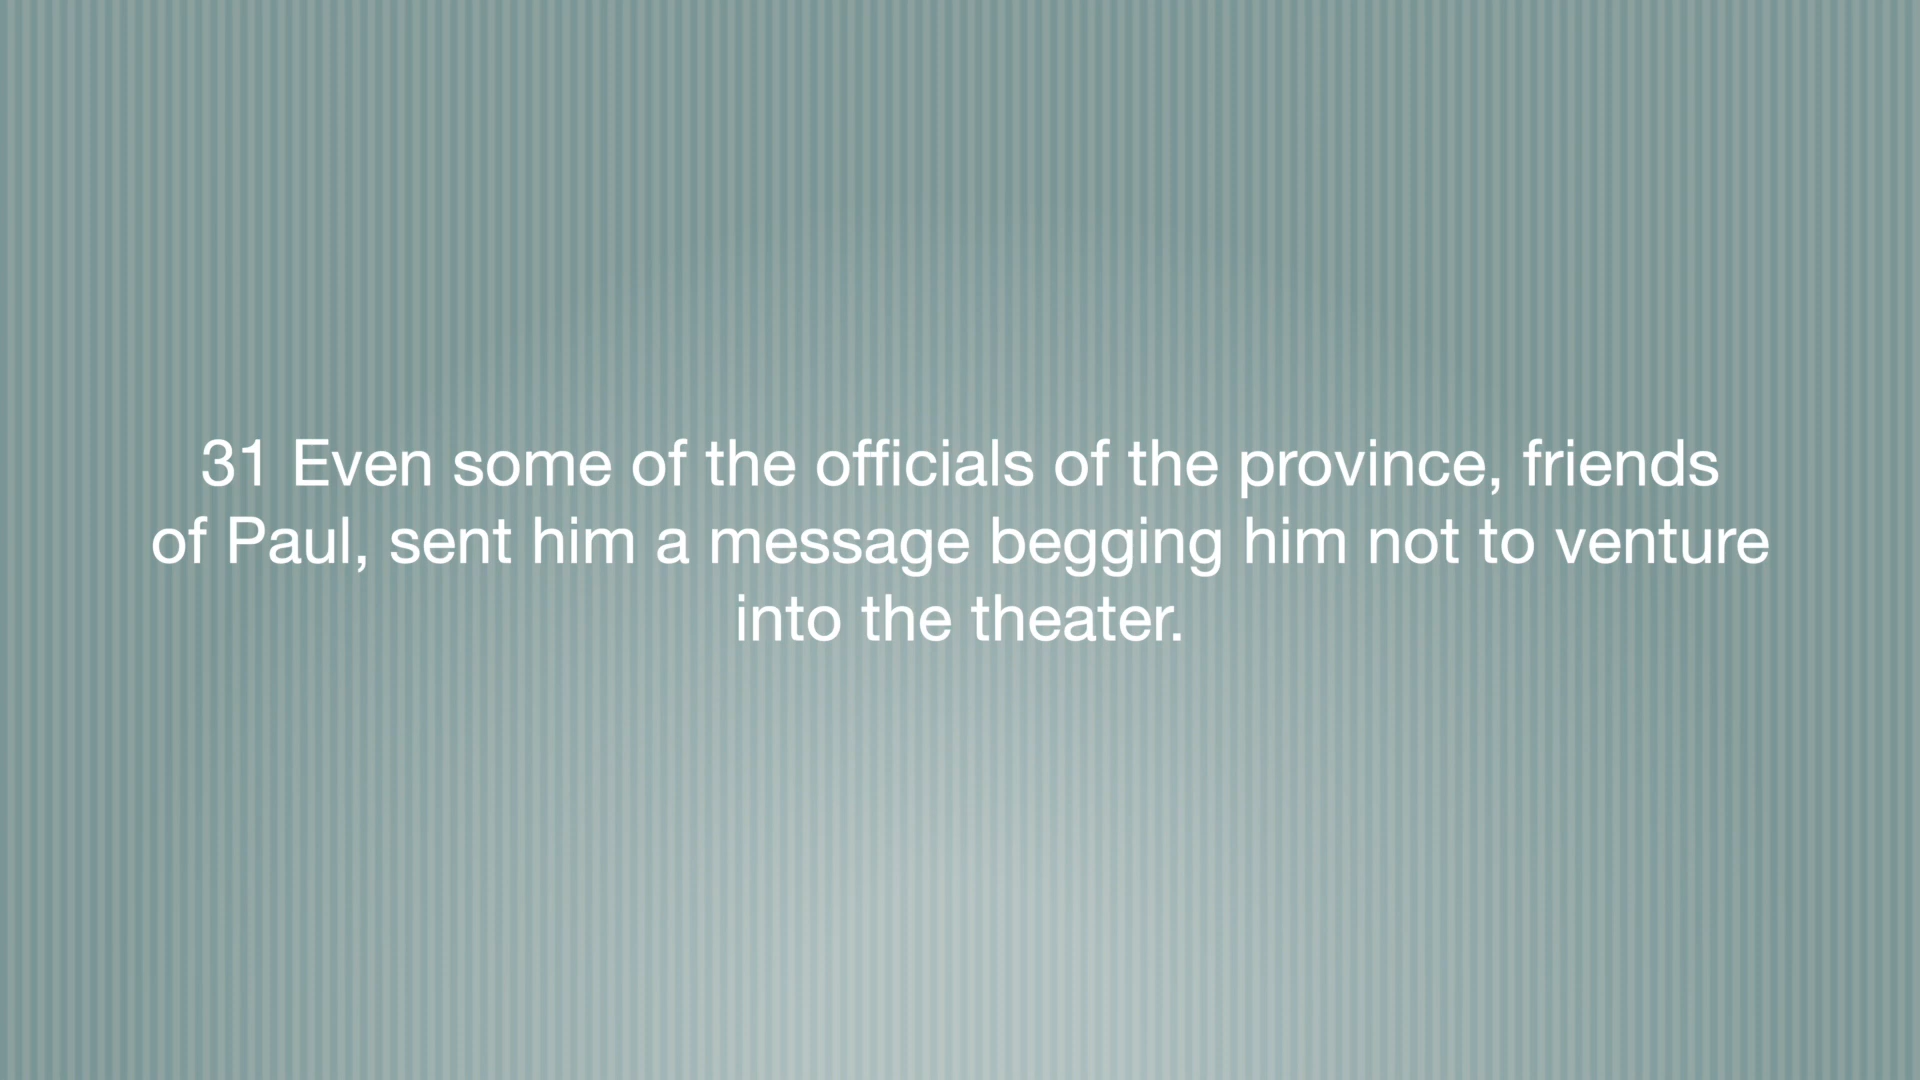 31 Even some of the officials of the province, friends
of Paul, sent him a message begging him not to venture
into the theater.